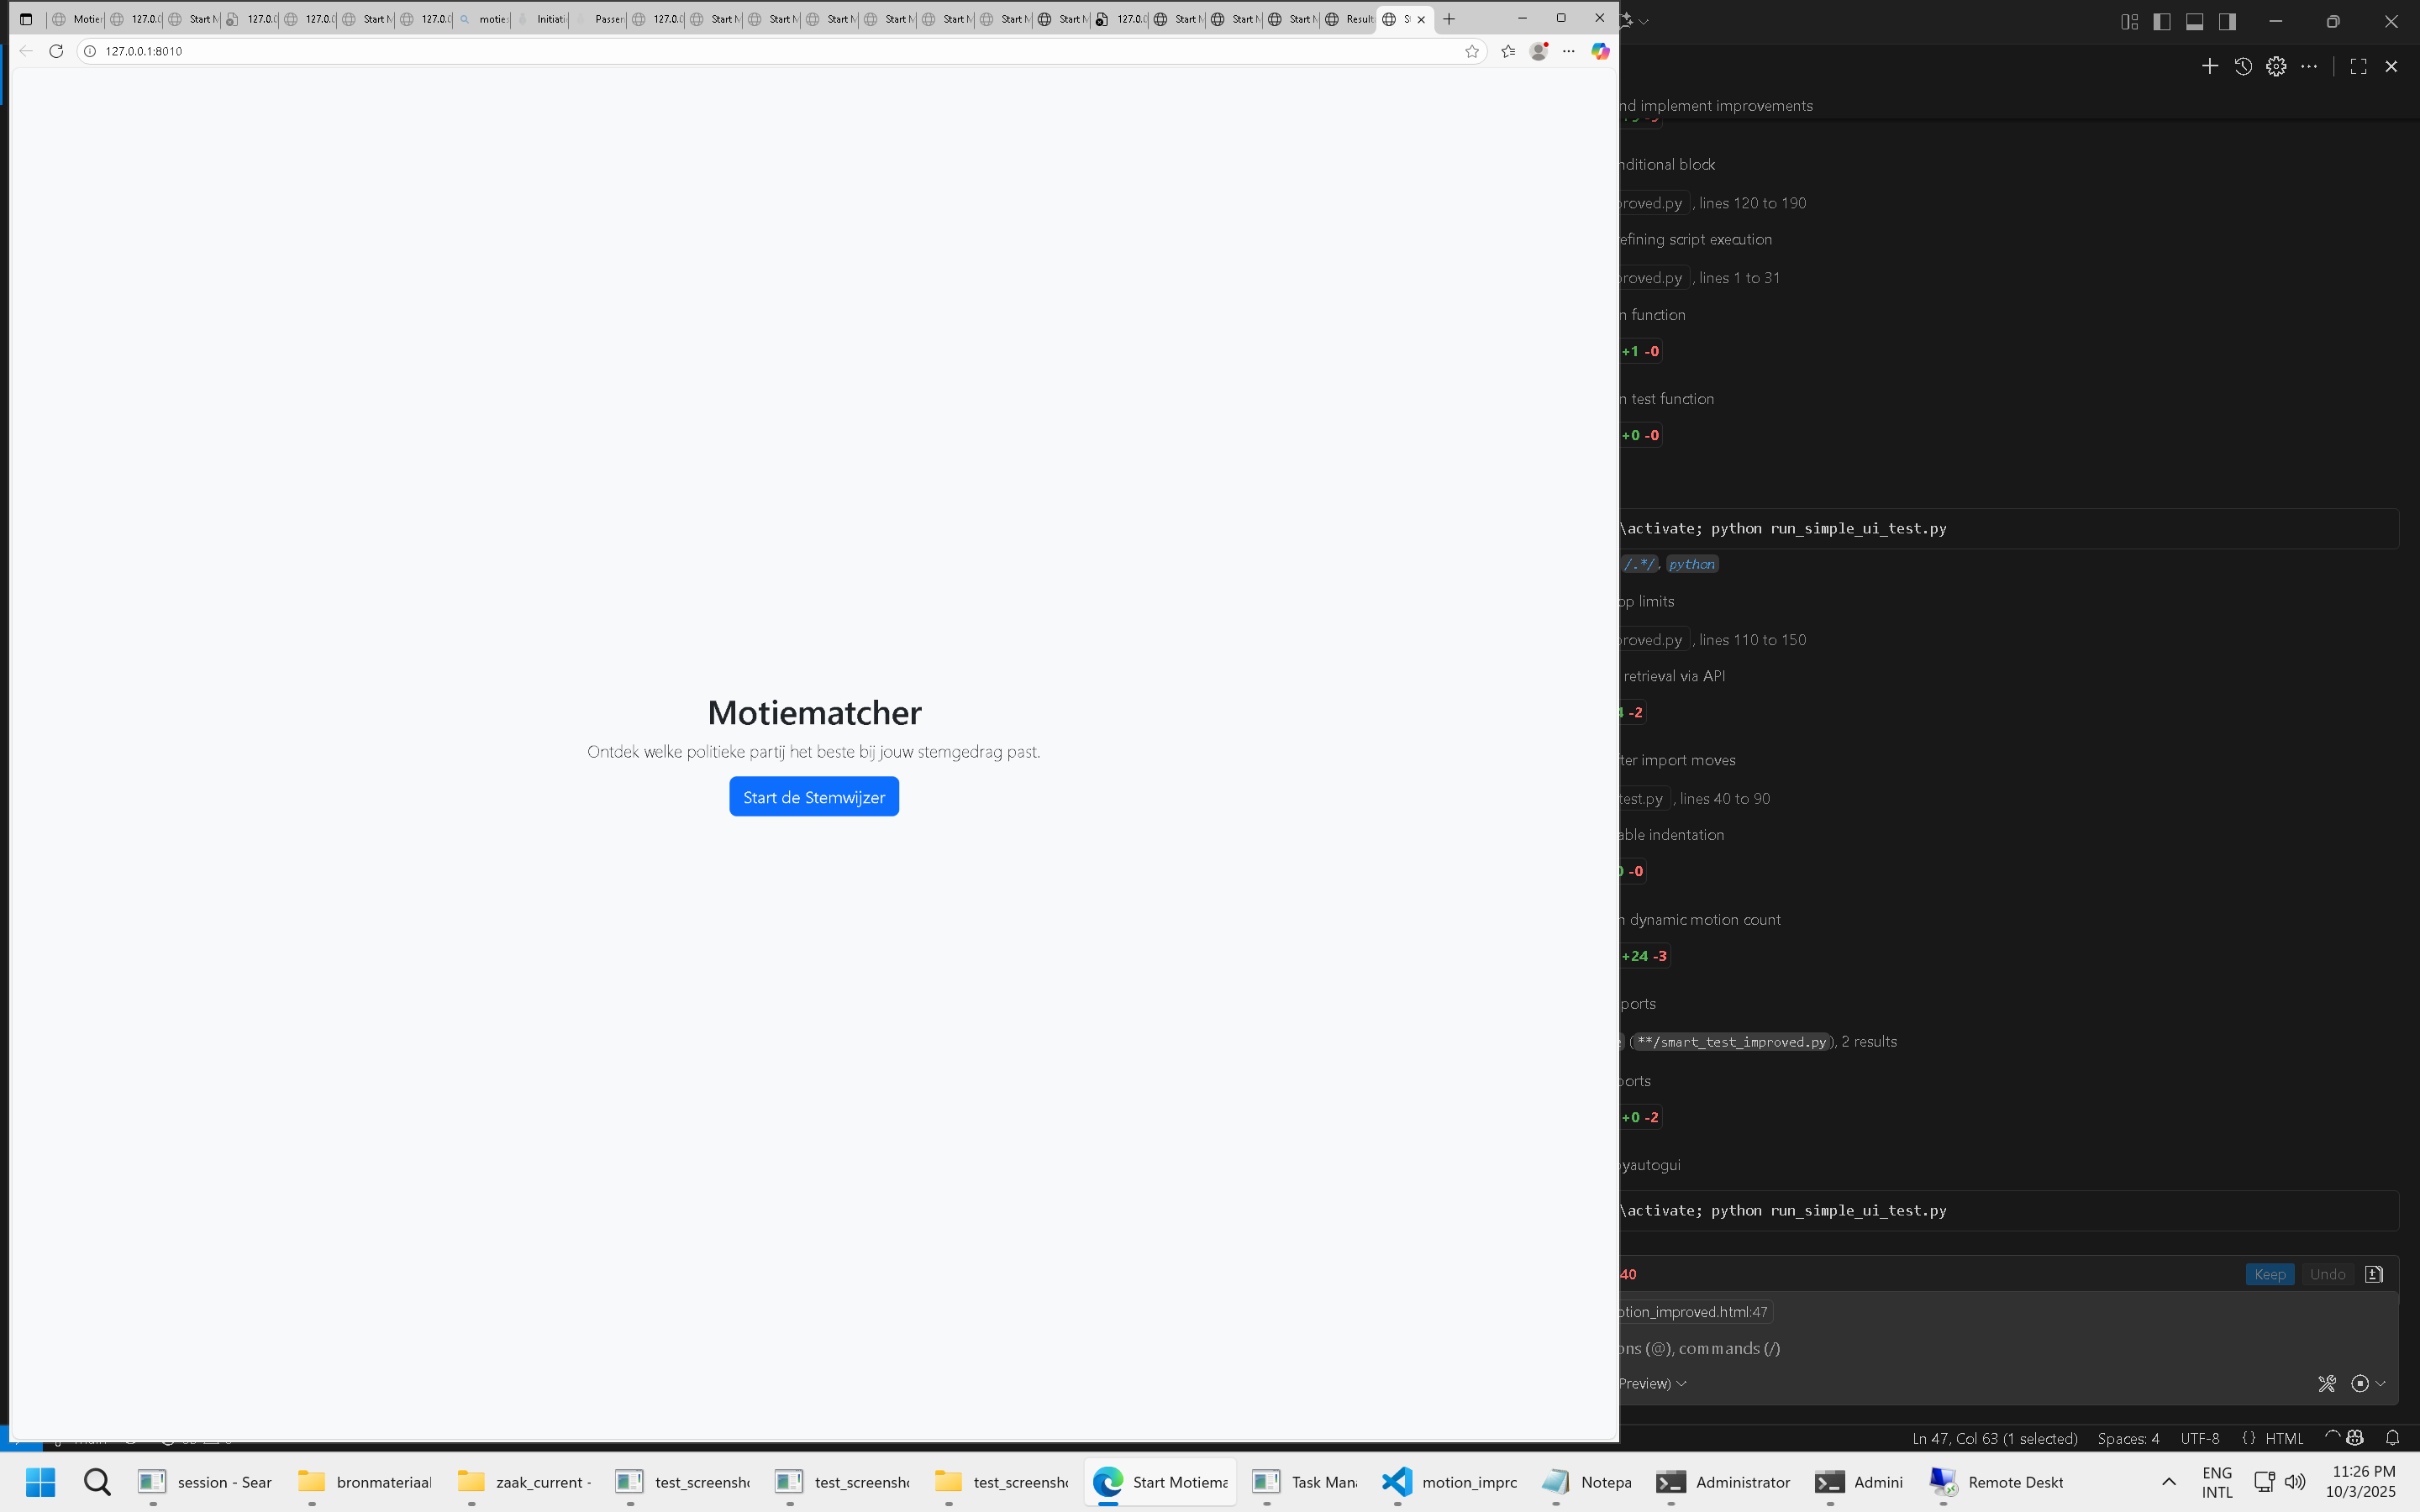 Motier
127.0.0
Start M
127.0.0
127.0.0
Start M
127.0.0
motie:
Initiati
Passer
127.0.0
Start M
Start M
Start M
Start M
Start M
Start M
Start M
127.0.0
Start M
Start M
Start M
Result
St
127.0.0.1:8010
nd implement improvements
nditional block
proved.py , lines 120 to 190
efining script execution
proved.py , lines 1 to 31
n function
+1 -0
n test function
+0 -0
\activate; python run_simple_ui_test.py
/.*/, python
op limits
proved.py , lines 110 to 150
retrieval via API
4 -2
ter import moves
test.py , lines 40 to 90
able indentation
0 -0
n dynamic motion count
+24 -3
ports
(**/smart_test_improved.py), 2 results
ports
+0 -2
pyautogui
\activate; python run_simple_ui_test.py
40
Keep
Undo
otion_improved.html:47
ons (@), commands (/)
Preview)
Motiematcher
Ontdek welke politieke partij het beste bij jouw stemgedrag past.
Start de Stemwijzer
Ln 47, Col 63 (1 selected)
Spaces: 4
UTF-8
{} HTML
session - Sear
bronmateriaal
zaak_current -
test_screensho
test_screensho
test_screensho
Start Motiema
Task Man
motion_impro
Notepa
Administrator
Admini
Remote Deskt
ENG
INTL
11:26 PM
10/3/2025